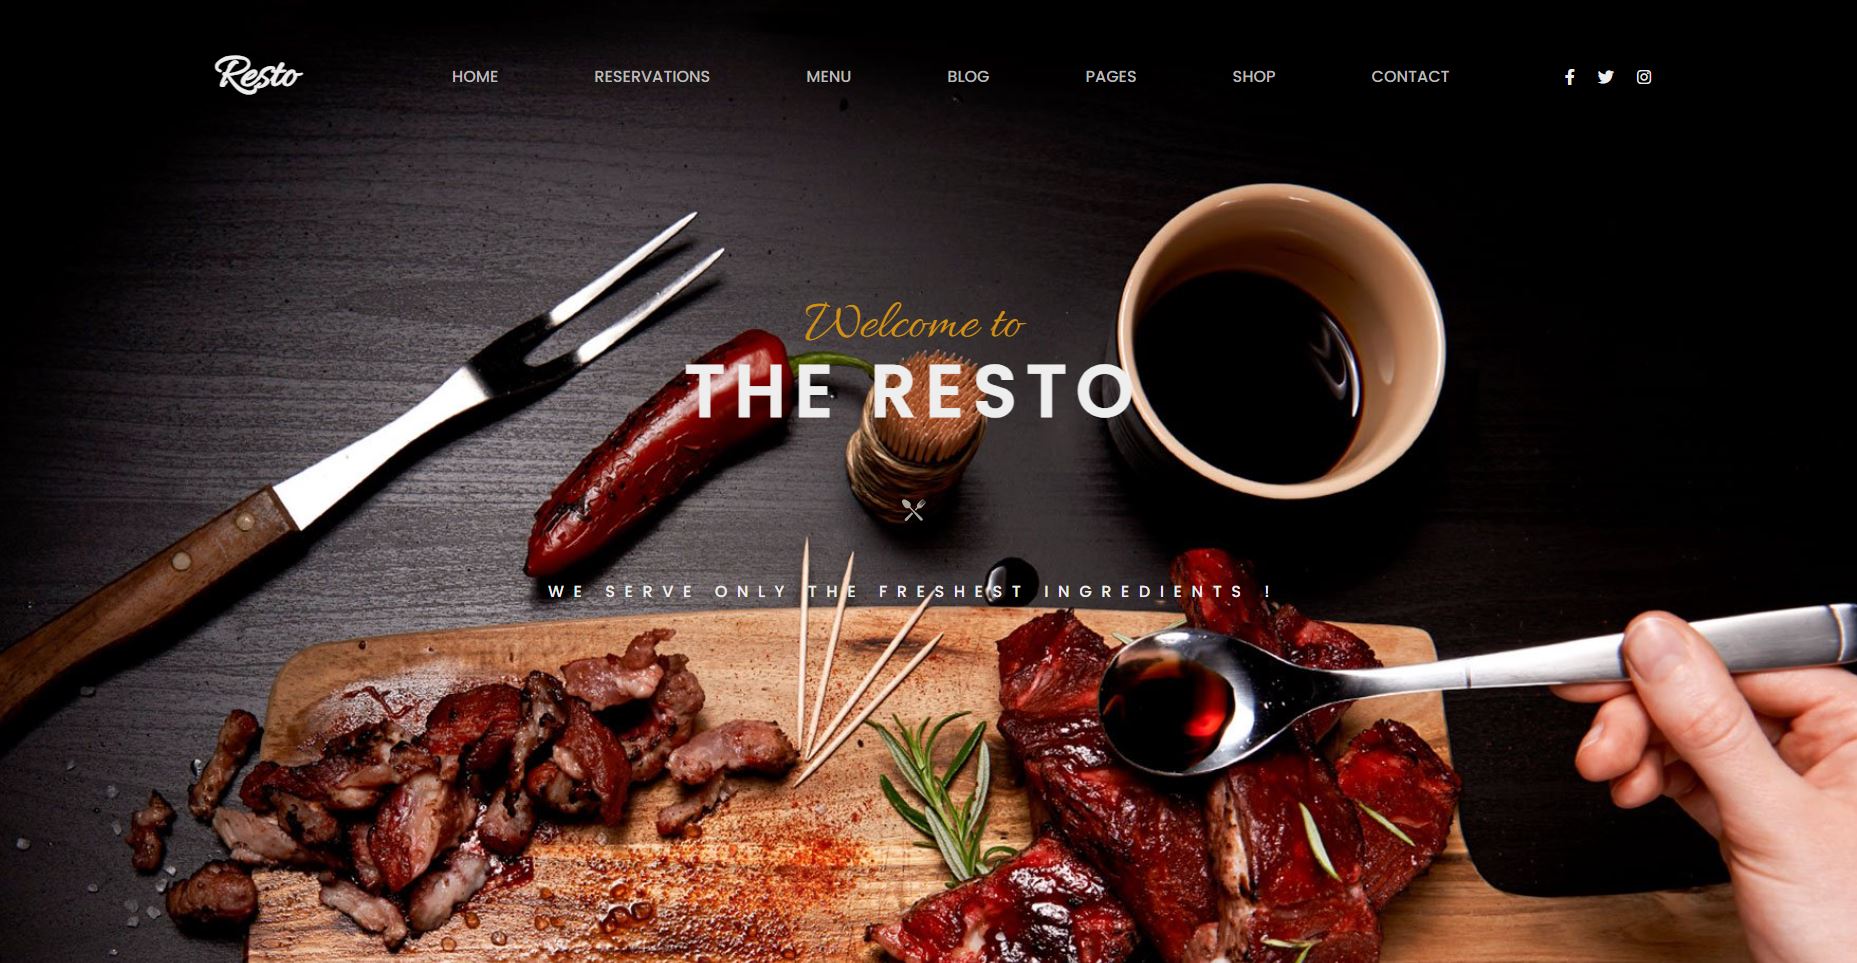 Resto
HOME RESERVATIONS MENU BLOG PAGES SHOP CONTACT
Welcome to
THE RESTO
WE SERVE ONLY THE FRESHEST INGREDIENTS !